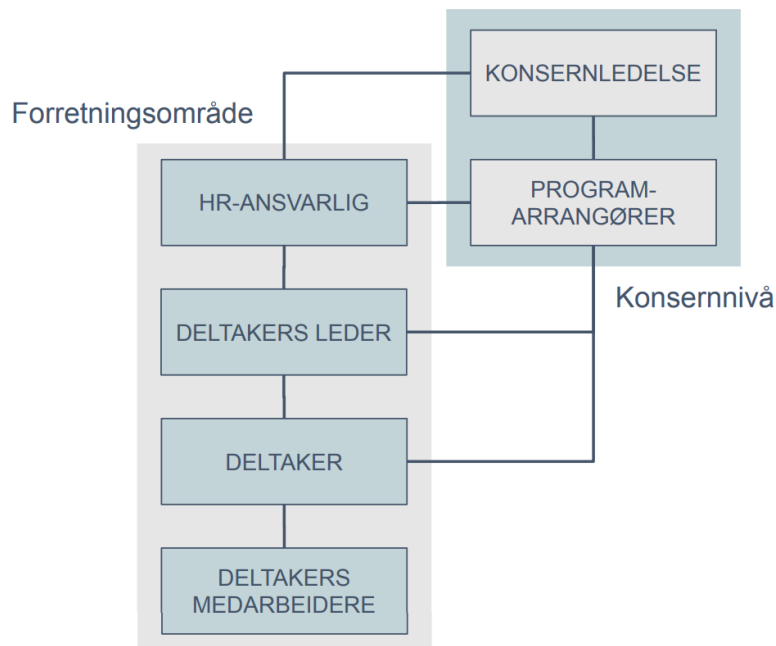 KONSERNLEDELSE
Forretningsområde
HR-ANSVARLIG
PROGRAM-
ARRANGØRER
Konsernnivå
DELTAKERS LEDER
DELTAKER
DELTAKERS
MEDARBEIDERE